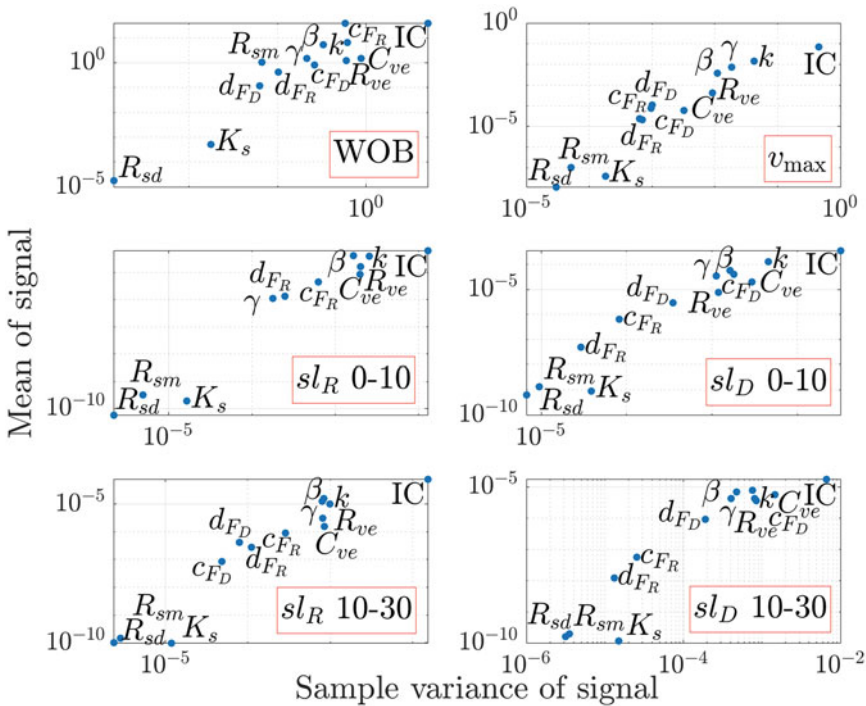 Mean of signal
Sample variance of signal
10^0
10^-5
10^0
R_sd
K_s
d_{F_D}
R_sm
d_{F_R}
γ
β
c_{F_D}
k
c_{F_R}
R_ve
C_ve
IC
WOB
10^0
10^-5
10^-5
10^0
R_sd
R_sm
K_s
c_{F_R}
d_{F_D}
d_{F_R}
c_{F_D}
C_ve
β
γ
R_ve
k
IC
v_max
10^-10
10^-5
R_sd
R_sm
K_s
γ
d_{F_R}
c_{F_R}
β
C_ve
k
R_ve
IC
sl_R 0-10
10^-5
10^-10
10^-5
R_sd
R_sm
K_s
d_{F_R}
c_{F_R}
d_{F_D}
γ
β
R_ve
c_{F_D}
k
C_ve
IC
sl_D 0-10
10^-5
10^-10
10^-5
R_sd
R_sm
K_s
c_{F_D}
d_{F_D}
d_{F_R}
c_{F_R}
β
γ
k
R_ve
C_ve
IC
sl_R 10-30
10^-5
10^-10
10^-6
10^-4
10^-2
R_sd
R_sm
K_s
d_{F_R}
c_{F_R}
d_{F_D}
β
γ
R_ve
k
c_{F_D}
C_ve
IC
sl_D 10-30